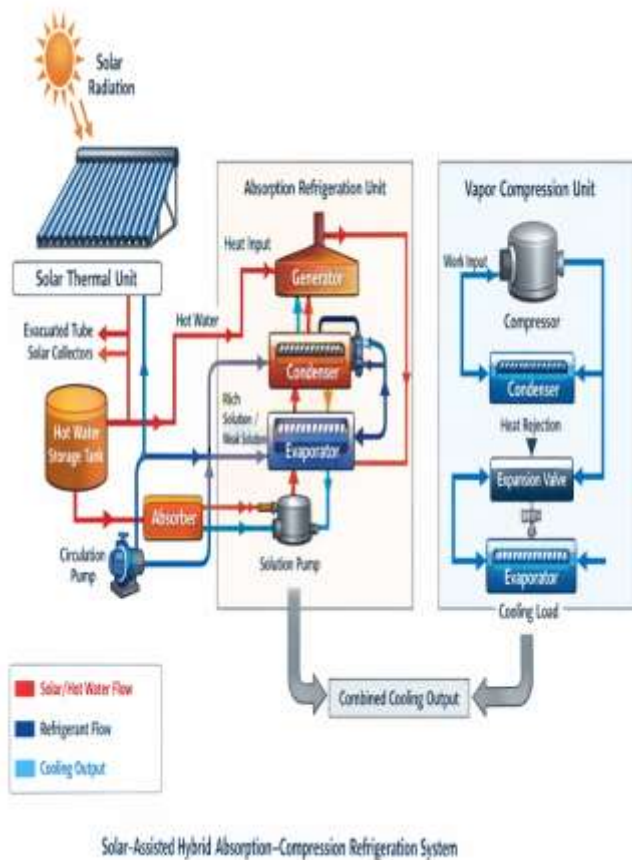 Solar
Radiation
Solar Thermal Unit
Evacuated Tube
Solar Collectors
Hot Water
Hot Water
Storage Tank
Absorber
Circulation
Pump
Absorption Refrigeration Unit
Heat Input
Generator
Condenser
Rich
Solution /
Weak Solution
Evaporator
Solution Pump
Vapor Compression Unit
Work Input
Compressor
Condenser
Heat Rejection
Expansion Valve
Evaporator
Cooling Load
Combined Cooling Output
Solar/Hot Water Flow
Refrigerant Flow
Cooling Output
Solar-Assisted Hybrid Absorption–Compression Refrigeration System